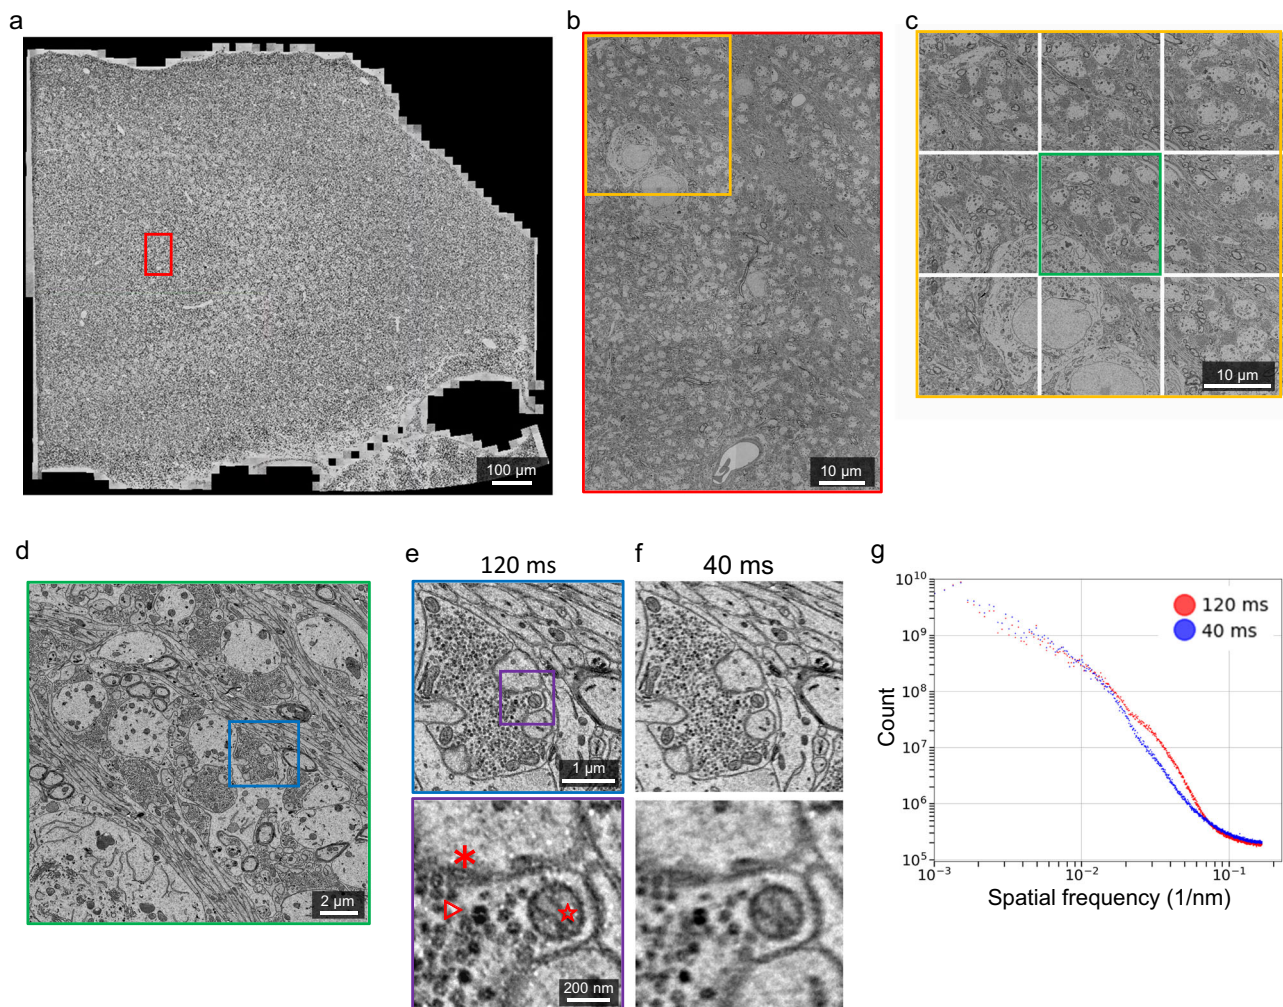 a
b
c
100 µm
10 µm
10 µm
d
e
f
g
120 ms
40 ms
2 µm
1 µm
200 nm
10¹⁰
10⁹
10⁸
10⁷
10⁶
10⁵
Count
120 ms
40 ms
10⁻³
10⁻²
10⁻¹
Spatial frequency (1/nm)